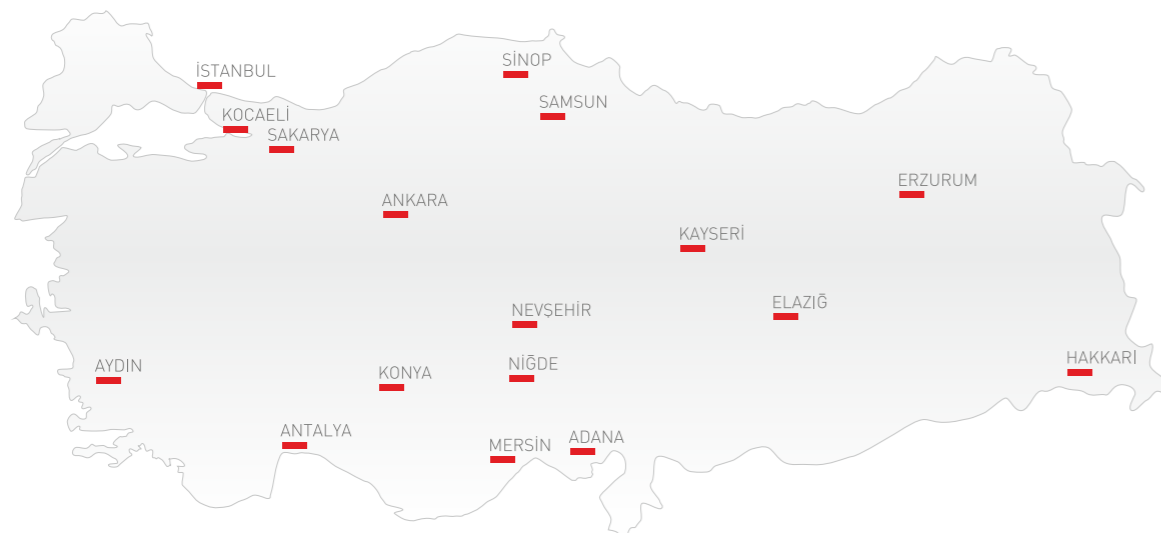 SİNOP
İSTANBUL
SAMSUN
KOCAELİ
SAKARYA
ERZURUM
ANKARA
KAYSERİ
ELAZIĞ
NEVŞEHİR
HAKKARİ
NİĞDE
AYDIN
KONYA
ANTALYA
ADANA
MERSİN